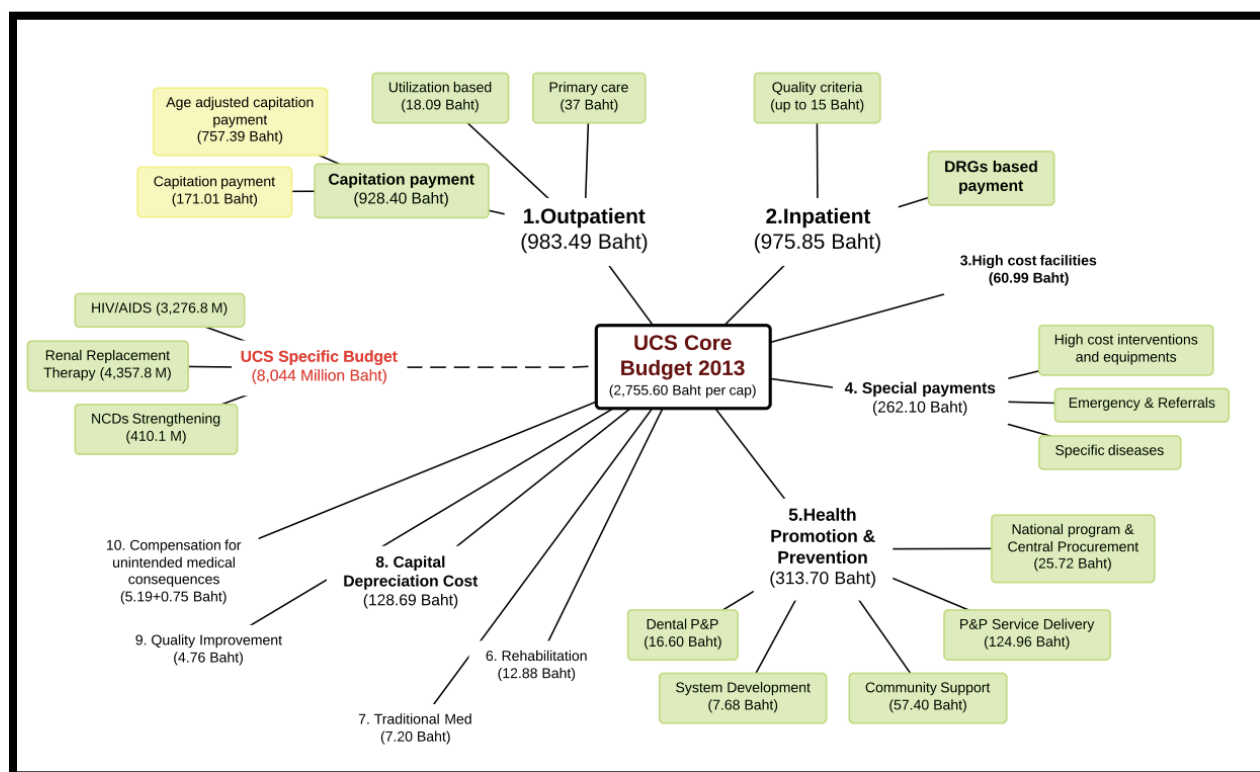 UCS Core
Budget 2013
(2,755.60 Baht per cap)
1.Outpatient
(983.49 Baht)
Utilization based
(18.09 Baht)
Primary care
(37 Baht)
Capitation payment
(928.40 Baht)
Age adjusted capitation
payment
(757.39 Baht)
Capitation payment
(171.01 Baht)
2.Inpatient
(975.85 Baht)
Quality criteria
(up to 15 Baht)
DRGs based
payment
3.High cost facilities
(60.99 Baht)
4. Special payments
(262.10 Baht)
High cost interventions
and equipments
Emergency & Referrals
Specific diseases
5.Health
Promotion &
Prevention
(313.70 Baht)
National program &
Central Procurement
(25.72 Baht)
P&P Service Delivery
(124.96 Baht)
Community Support
(57.40 Baht)
System Development
(7.68 Baht)
Dental P&P
(16.60 Baht)
6. Rehabilitation
(12.88 Baht)
7. Traditional Med
(7.20 Baht)
8. Capital
Depreciation Cost
(128.69 Baht)
9. Quality Improvement
(4.76 Baht)
10. Compensation for
unintended medical
consequences
(5.19+0.75 Baht)
UCS Specific Budget
(8,044 Million Baht)
HIV/AIDS (3,276.8 M)
Renal Replacement
Therapy (4,357.8 M)
NCDs Strengthening
(410.1 M)